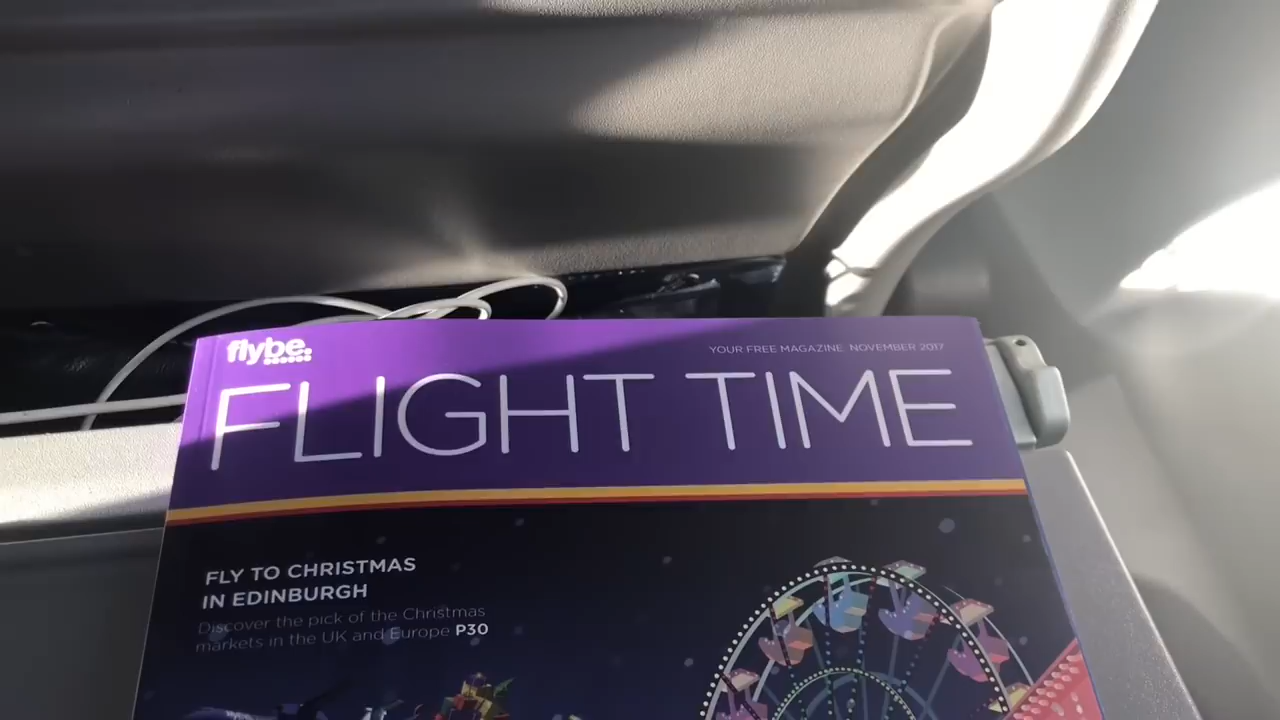 flybe.
YOUR FREE MAGAZINE NOVEMBER 2017
FLIGHT TIME
FLY TO CHRISTMAS
IN EDINBURGH
Discover the pick of the Christmas
markets in the UK and Europe P30